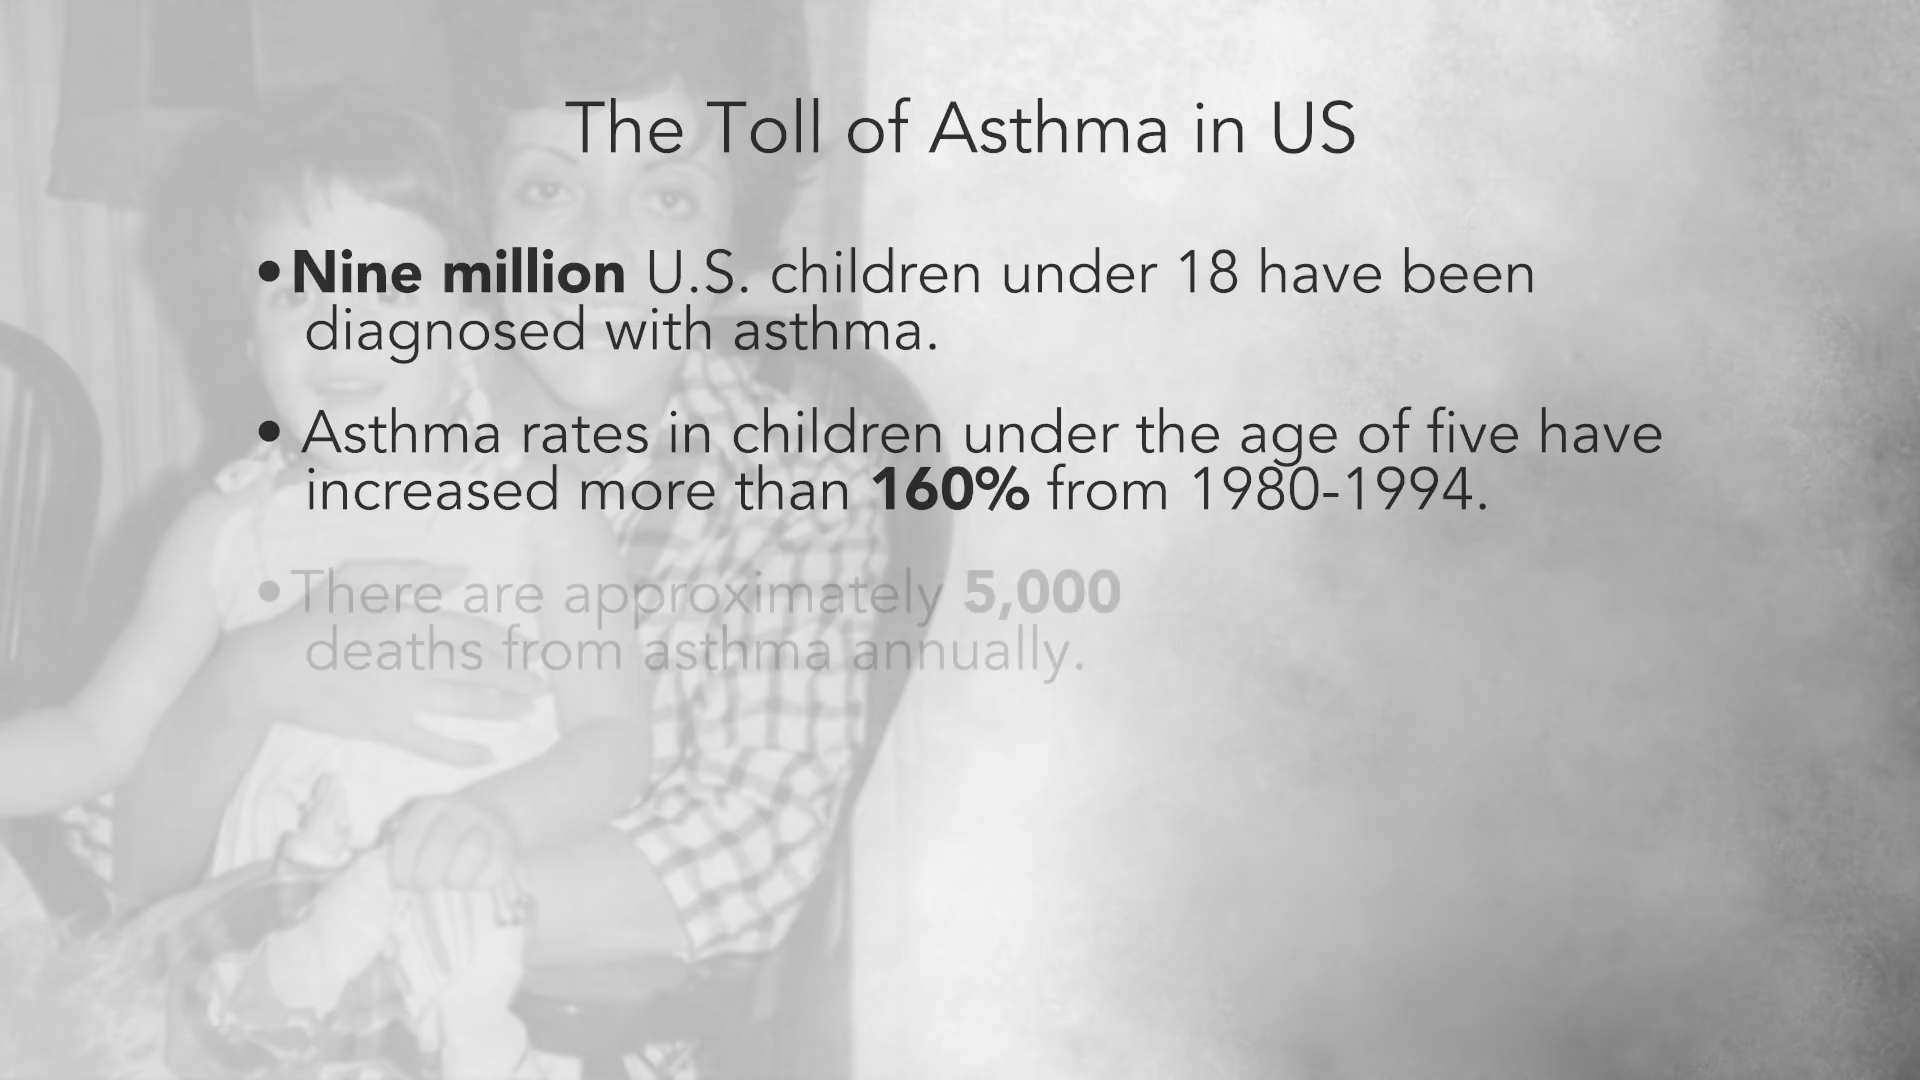 The Toll of Asthma in US
•Nine million U.S. children under 18 have been
diagnosed with asthma.
• Asthma rates in children under the age of five have
increased more than 160% from 1980-1994.
•There are approximately 5,000
deaths from asthma annually.